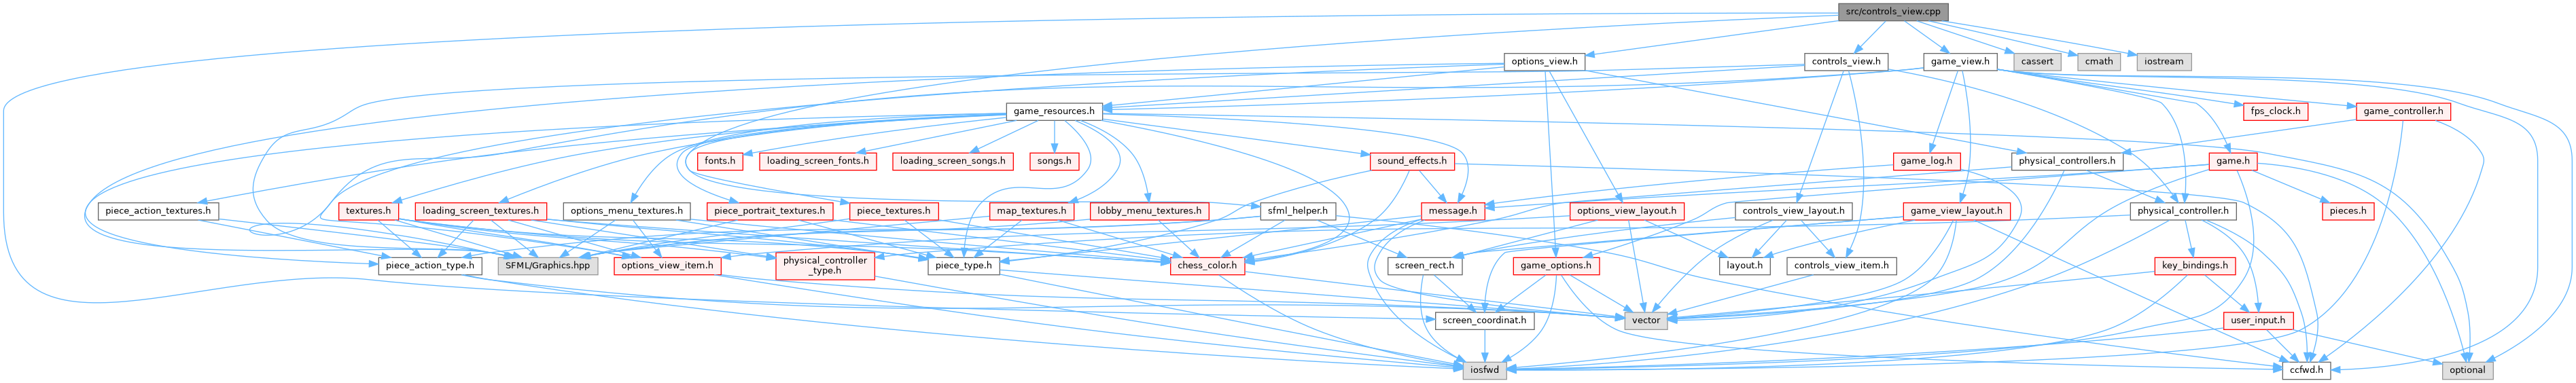 src/controls_view.cpp
options_view.h
controls_view.h
game_view.h
cassert
cmath
iostream
game_resources.h
fps_clock.h
game_controller.h
fonts.h
loading_screen_fonts.h
loading_screen_songs.h
songs.h
sound_effects.h
game_log.h
physical_controllers.h
game.h
piece_action_textures.h
textures.h
loading_screen_textures.h
options_menu_textures.h
piece_portrait_textures.h
piece_textures.h
map_textures.h
lobby_menu_textures.h
sfml_helper.h
message.h
options_view_layout.h
controls_view_layout.h
game_view_layout.h
physical_controller.h
pieces.h
piece_action_type.h
SFML/Graphics.hpp
options_view_item.h
physical_controller
_type.h
piece_type.h
chess_color.h
screen_rect.h
game_options.h
layout.h
controls_view_item.h
key_bindings.h
screen_coordinat.h
vector
user_input.h
iosfwd
ccfwd.h
optional